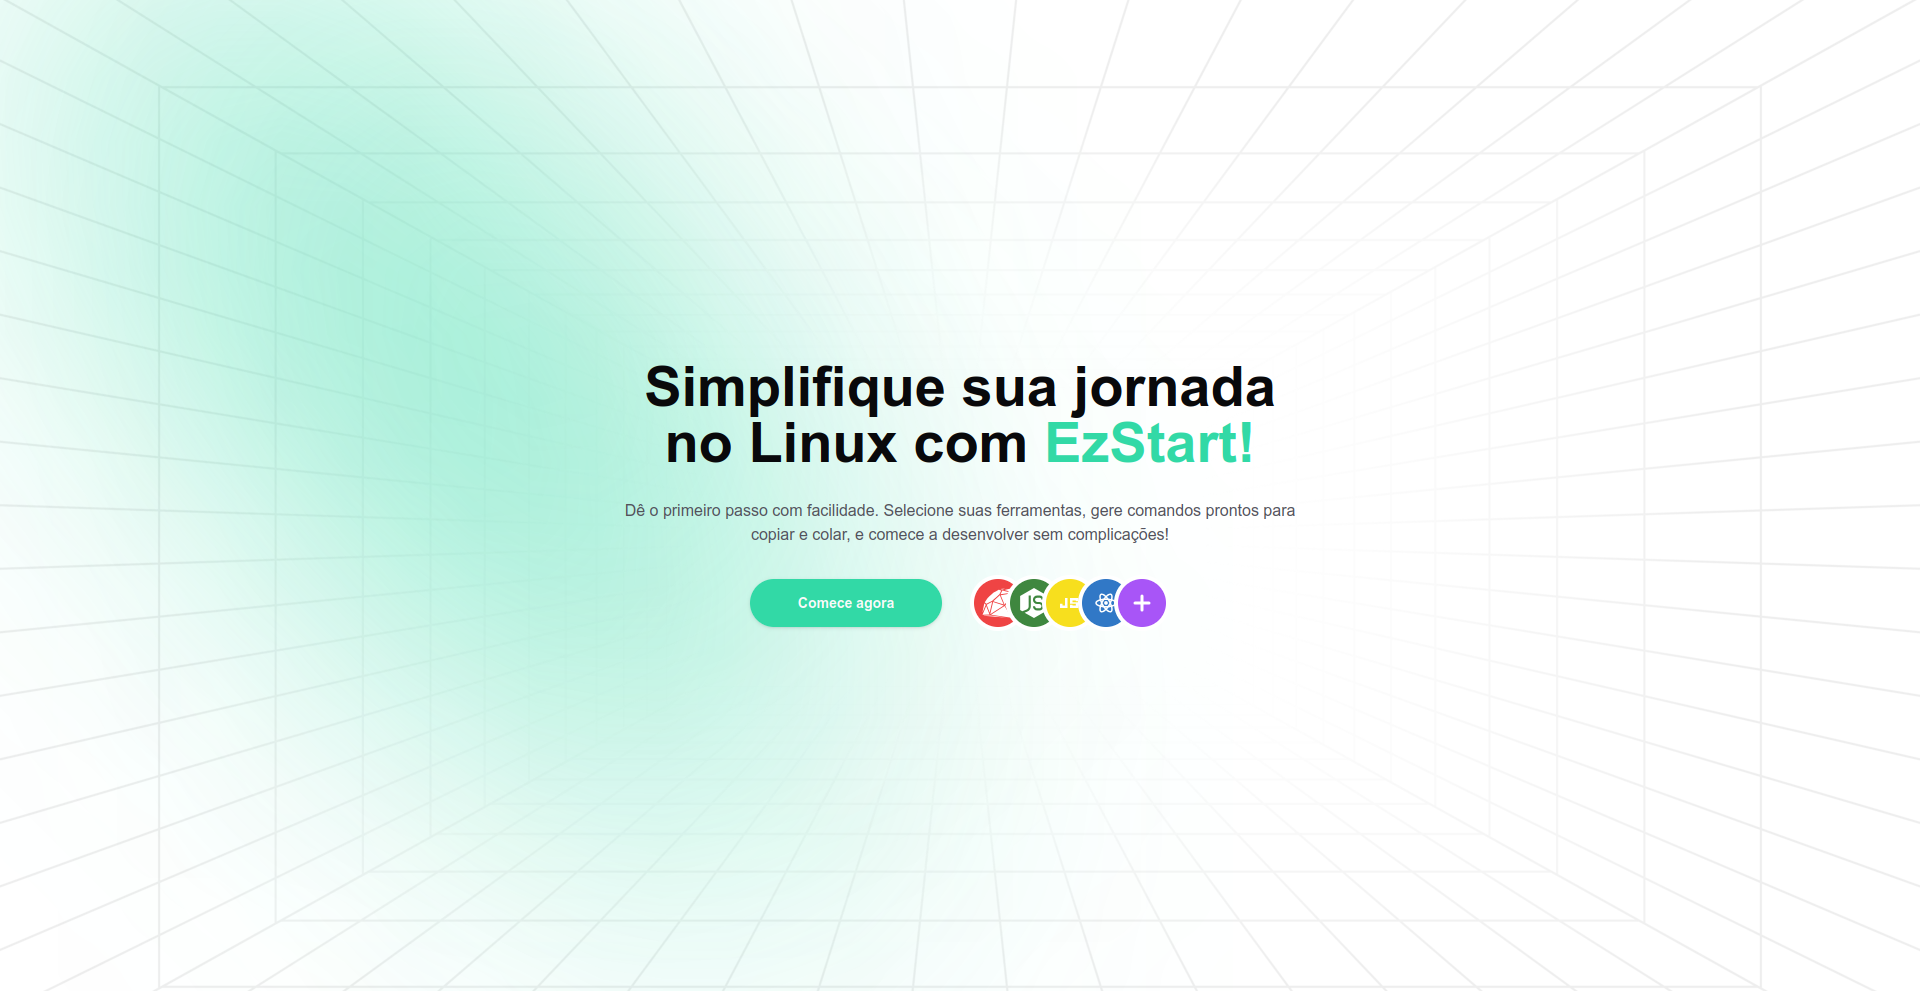 Simplifique sua jornada
no Linux com EzStart!
Dê o primeiro passo com facilidade. Selecione suas ferramentas, gere comandos prontos para
copiar e colar, e comece a desenvolver sem complicações!
Comece agora
JS JS